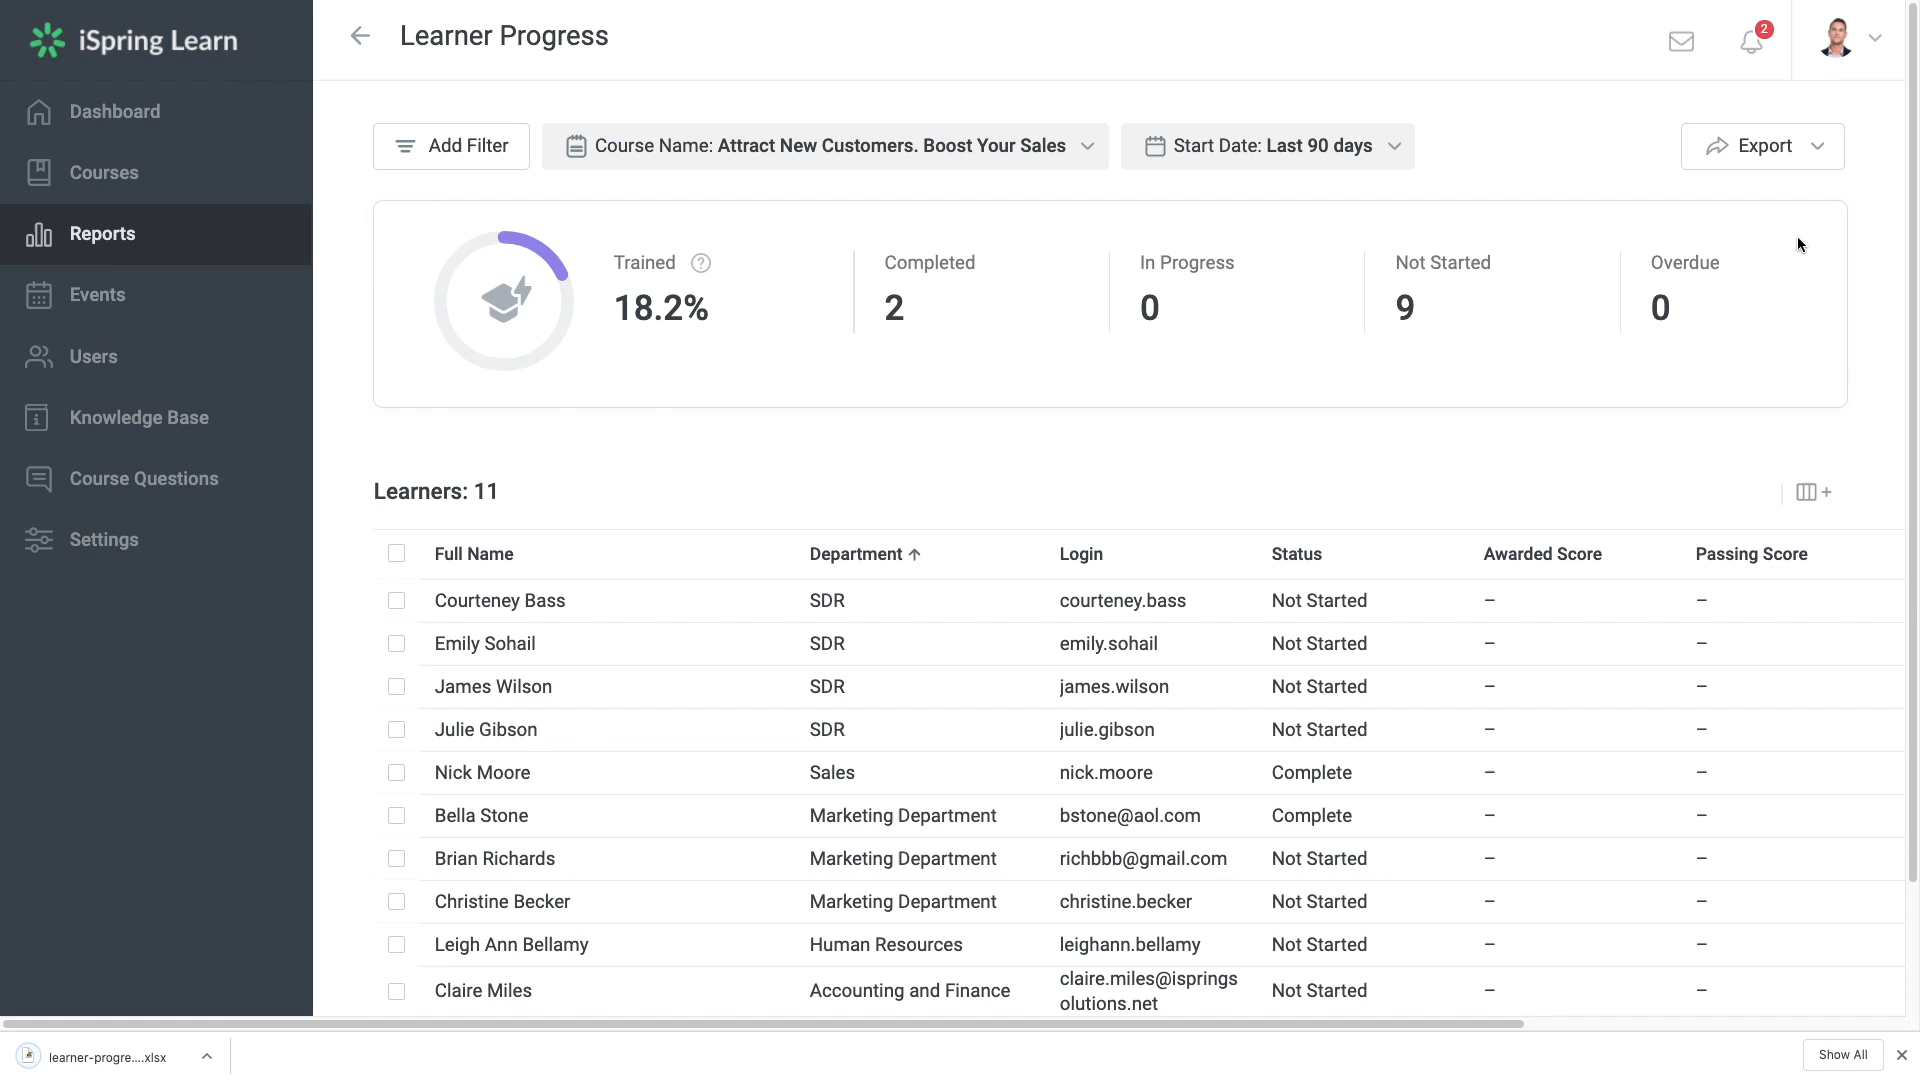 iSpring Learn
Learner Progress
2
Dashboard
Courses
Reports
Events
Users
Knowledge Base
Course Questions
Settings
Add Filter
Course Name: Attract New Customers. Boost Your Sales
Start Date: Last 90 days
Export
Trained ?
18.2%
Completed
2
In Progress
0
Not Started
9
Overdue
0
Learners: 11
+
Full Name Department ↑ Login Status Awarded Score Passing Score
Courteney Bass SDR courteney.bass Not Started – –
Emily Sohail SDR emily.sohail Not Started – –
James Wilson SDR james.wilson Not Started – –
Julie Gibson SDR julie.gibson Not Started – –
Nick Moore Sales nick.moore Complete – –
Bella Stone Marketing Department bstone@aol.com Complete – –
Brian Richards Marketing Department richbbb@gmail.com Not Started – –
Christine Becker Marketing Department christine.becker Not Started – –
Leigh Ann Bellamy Human Resources leighann.bellamy Not Started – –
Claire Miles Accounting and Finance claire.miles@isprings Not Started – –
olutions.net
learner-progre....xlsx
Show All